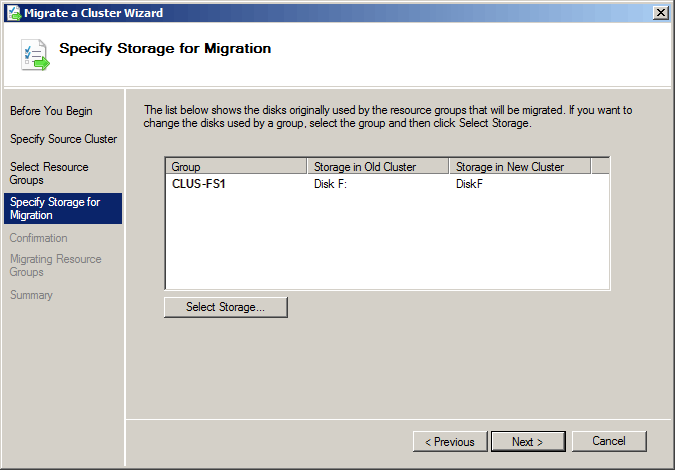 Migrate a Cluster Wizard
Specify Storage for Migration
Before You Begin
Specify Source Cluster
Select Resource
Groups
Specify Storage for
Migration
Confirmation
Migrating Resource
Groups
Summary
The list below shows the disks originally used by the resource groups that will be migrated. If you want to
change the disks used by a group, select the group and then click Select Storage.
Group Storage in Old Cluster Storage in New Cluster
CLUS-FS1 Disk F: DiskF
Select Storage...
< Previous Next > Cancel